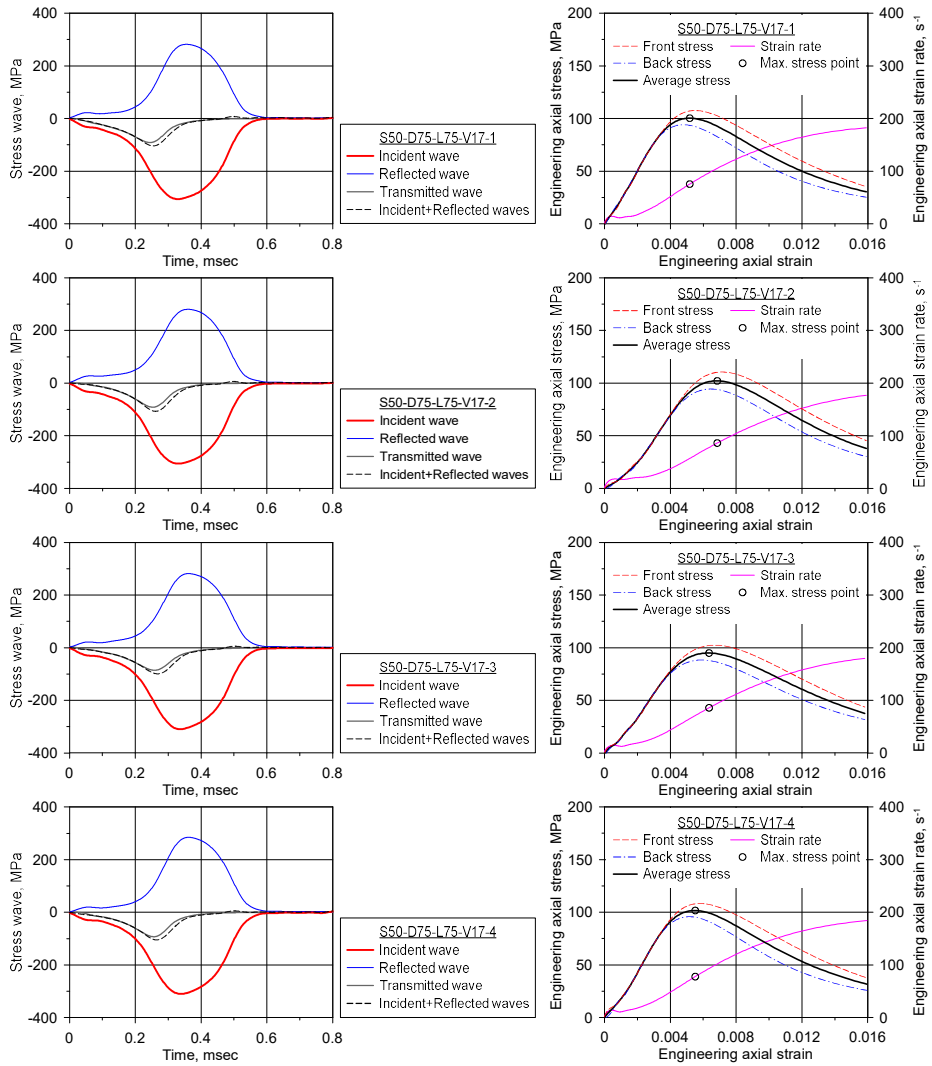 400
200
0
-200
-400
Stress wave, MPa
0
0.2
0.4
0.6
0.8
Time, msec
S50-D75-L75-V17-1
Incident wave
Reflected wave
Transmitted wave
Incident+Reflected waves
200
150
100
50
0
Engineering axial stress, MPa
S50-D75-L75-V17-1
Front stress
Strain rate
Back stress
Max. stress point
Average stress
400
300
200
100
0
Engineering axial strain rate, s-1
0
0.004
0.008
0.012
0.016
Engineering axial strain
400
200
0
-200
-400
Stress wave, MPa
0
0.2
0.4
0.6
0.8
Time, msec
S50-D75-L75-V17-2
Incident wave
Reflected wave
Transmitted wave
Incident+Reflected waves
200
150
100
50
0
Engineering axial stress, MPa
S50-D75-L75-V17-2
Front stress
Strain rate
Back stress
Max. stress point
Average stress
400
300
200
100
0
Engineering axial strain rate, s-1
0
0.004
0.008
0.012
0.016
Engineering axial strain
400
200
0
-200
-400
Stress wave, MPa
0
0.2
0.4
0.6
0.8
Time, msec
S50-D75-L75-V17-3
Incident wave
Reflected wave
Transmitted wave
Incident+Reflected waves
200
150
100
50
0
Engineering axial stress, MPa
S50-D75-L75-V17-3
Front stress
Strain rate
Back stress
Max. stress point
Average stress
400
300
200
100
0
Engineering axial strain rate, s-1
0
0.004
0.008
0.012
0.016
Engineering axial strain
400
200
0
-200
-400
Stress wave, MPa
0
0.2
0.4
0.6
0.8
Time, msec
S50-D75-L75-V17-4
Incident wave
Reflected wave
Transmitted wave
Incident+Reflected waves
200
150
100
50
0
Engineering axial stress, MPa
S50-D75-L75-V17-4
Front stress
Strain rate
Back stress
Max. stress point
Average stress
400
300
200
100
0
Engineering axial strain rate, s-1
0
0.004
0.008
0.012
0.016
Engineering axial strain